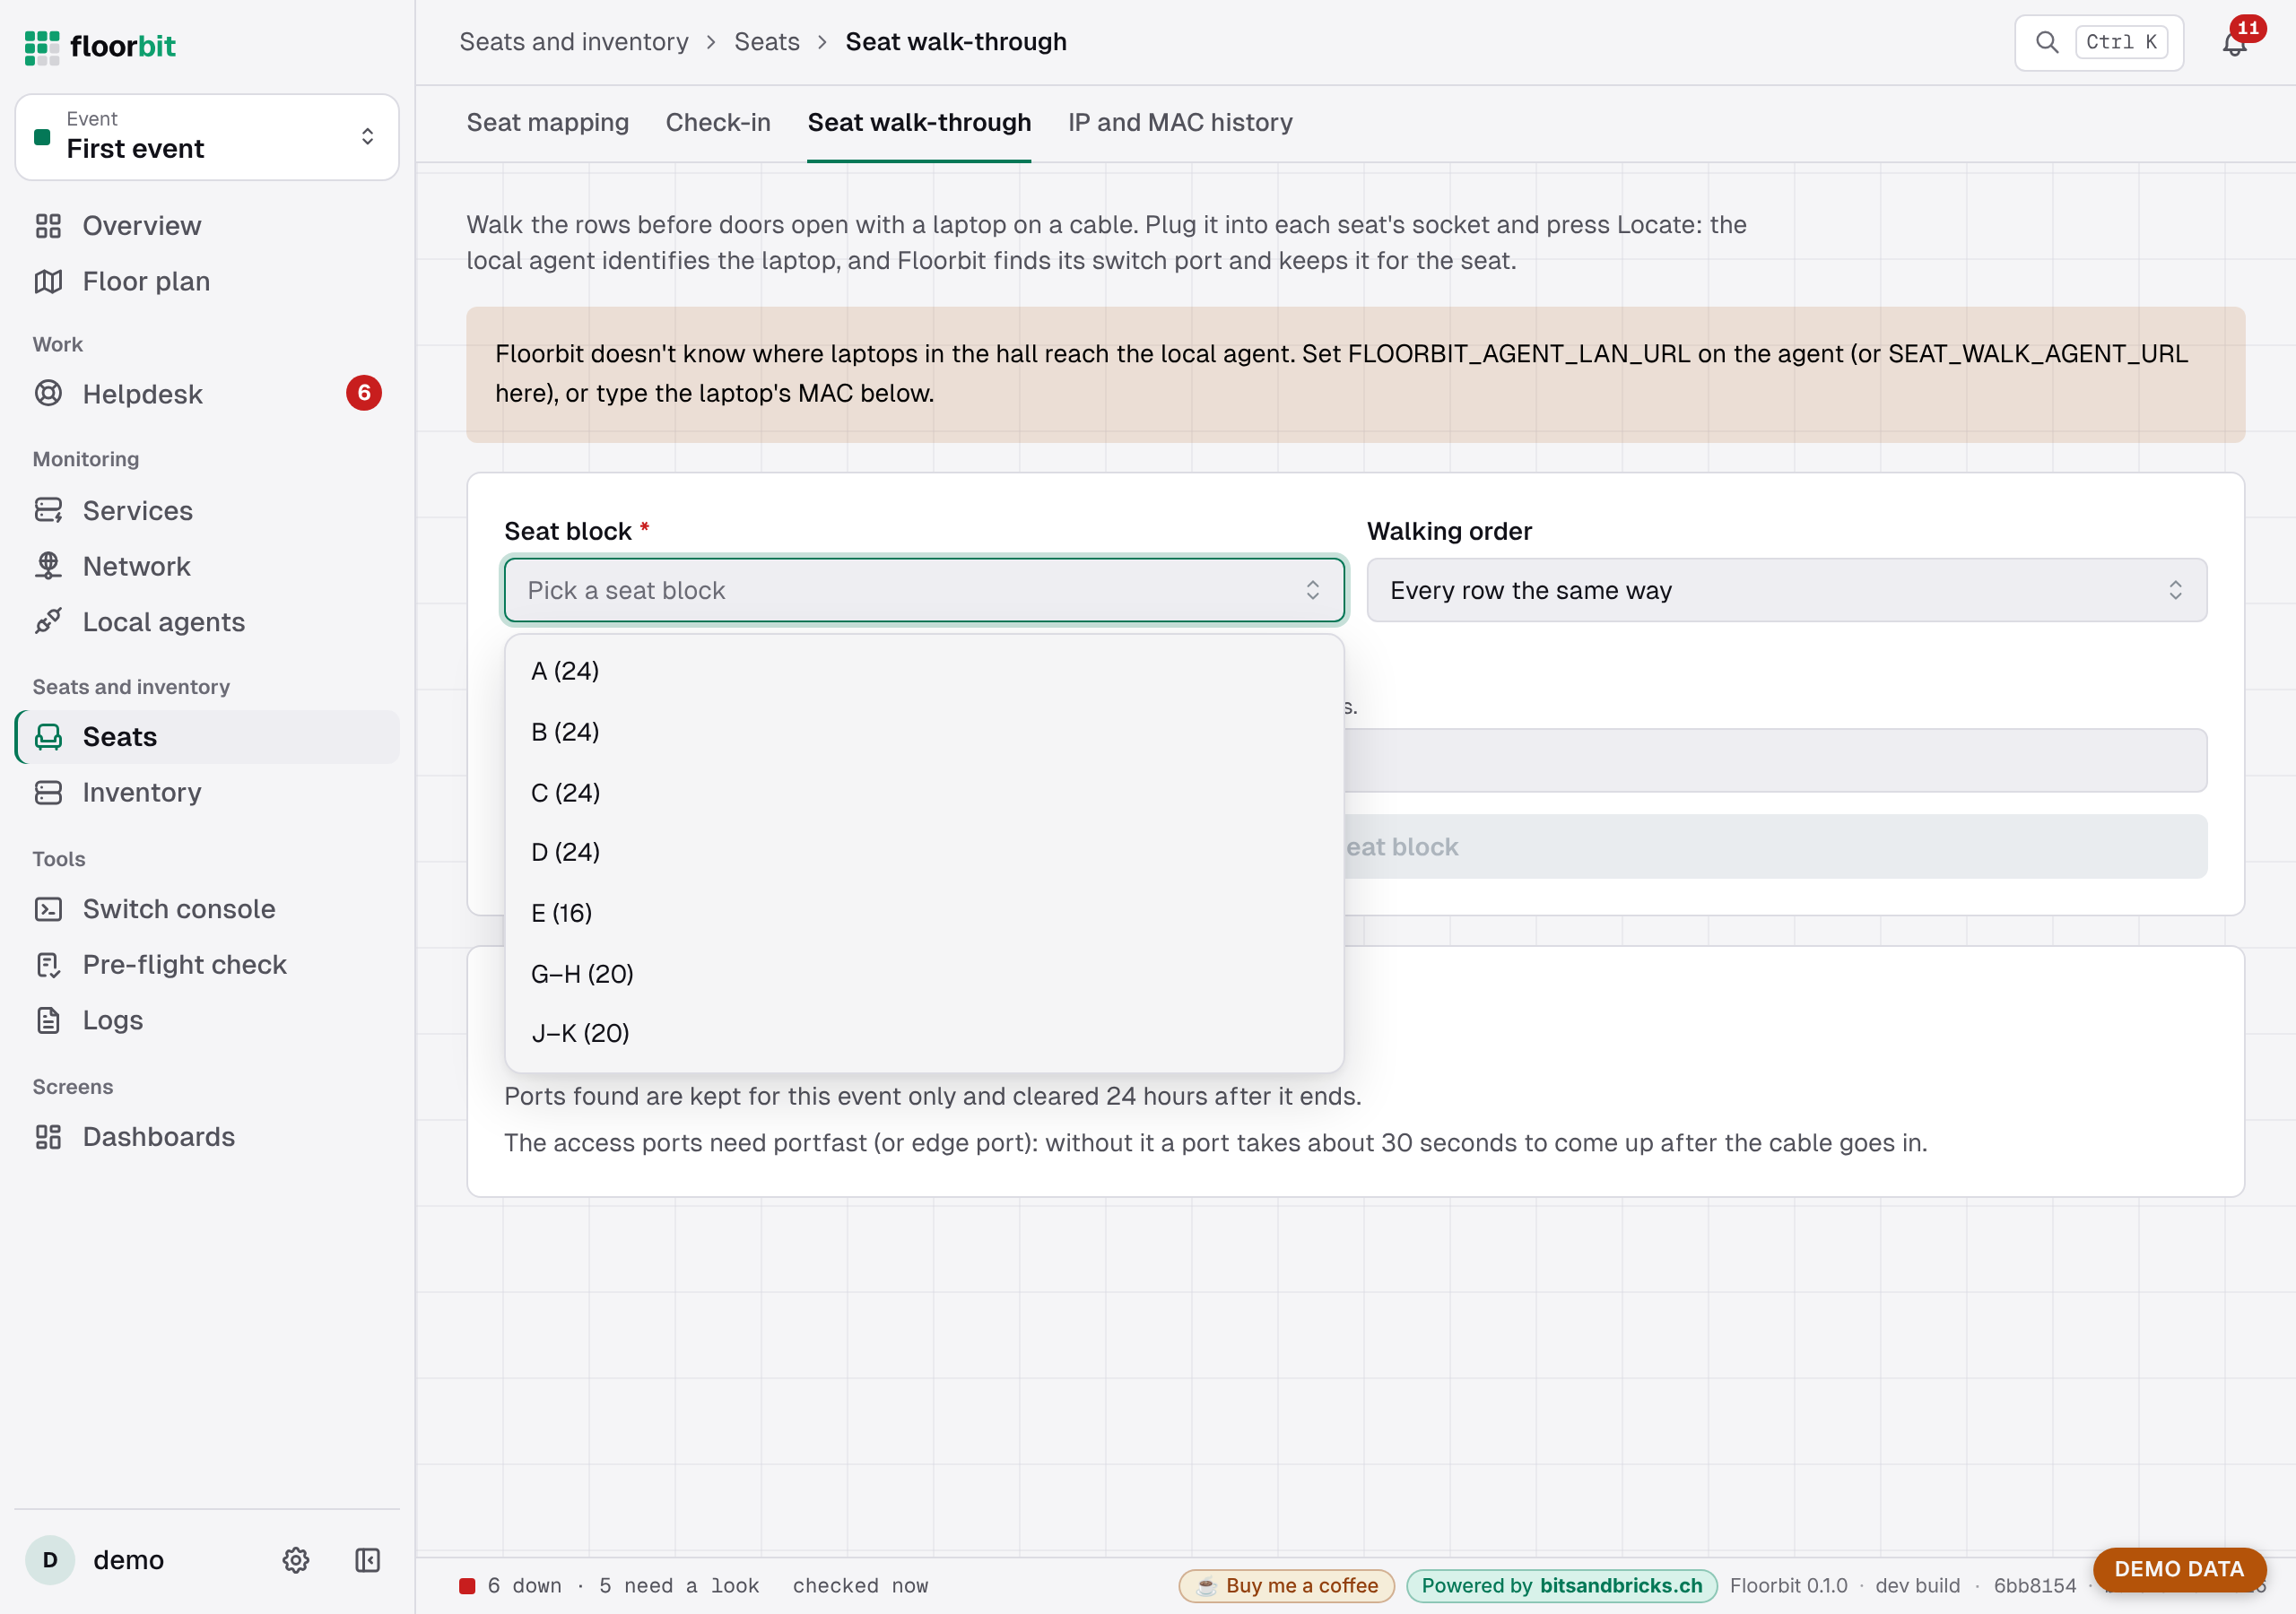 floorbit
Event
First event
Overview
Floor plan
Work
Helpdesk 6
Monitoring
Services
Network
Local agents
Seats and inventory
Seats
Inventory
Tools
Switch console
Pre-flight check
Logs
Screens
Dashboards
D demo
Seats and inventory > Seats > Seat walk-through
Ctrl K
11
Seat mapping Check-in Seat walk-through IP and MAC history
Walk the rows before doors open with a laptop on a cable. Plug it into each seat's socket and press Locate: the
local agent identifies the laptop, and Floorbit finds its switch port and keeps it for the seat.
Floorbit doesn't know where laptops in the hall reach the local agent. Set FLOORBIT_AGENT_LAN_URL on the agent (or SEAT_WALK_AGENT_URL
here), or type the laptop's MAC below.
Seat block * Walking order
Pick a seat block Every row the same way
A (24)
B (24)
C (24)
D (24)
E (16)
G–H (20)
J–K (20)
s.
eat block
Ports found are kept for this event only and cleared 24 hours after it ends.
The access ports need portfast (or edge port): without it a port takes about 30 seconds to come up after the cable goes in.
6 down · 5 need a look checked now
Buy me a coffee
Powered by bitsandbricks.ch
Floorbit 0.1.0 · dev build · 6bb8154 ·
DEMO DATA